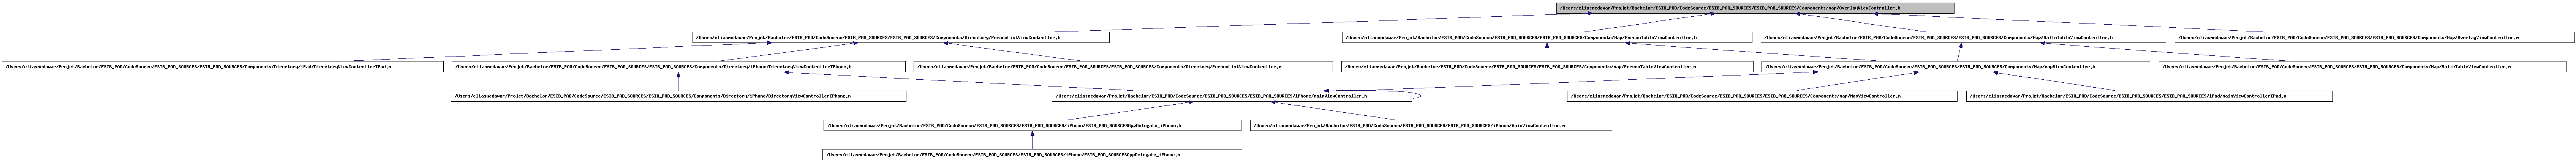 /Users/eliasmedawar/Projet/Bachelor/ESIB_PAD/CodeSource/ESIB_PAD_SOURCES/ESIB_PAD_SOURCES/Components/Map/OverlayViewController.h
/Users/eliasmedawar/Projet/Bachelor/ESIB_PAD/CodeSource/ESIB_PAD_SOURCES/ESIB_PAD_SOURCES/Components/Directory/PersonListViewController.h
/Users/eliasmedawar/Projet/Bachelor/ESIB_PAD/CodeSource/ESIB_PAD_SOURCES/ESIB_PAD_SOURCES/Components/Map/PersonTableViewController.h
/Users/eliasmedawar/Projet/Bachelor/ESIB_PAD/CodeSource/ESIB_PAD_SOURCES/ESIB_PAD_SOURCES/Components/Map/SalleTableViewController.h
/Users/eliasmedawar/Projet/Bachelor/ESIB_PAD/CodeSource/ESIB_PAD_SOURCES/ESIB_PAD_SOURCES/Components/Map/OverlayViewController.m
/Users/eliasmedawar/Projet/Bachelor/ESIB_PAD/CodeSource/ESIB_PAD_SOURCES/ESIB_PAD_SOURCES/Components/Directory/iPad/DirectoryViewControllerIPad.m
/Users/eliasmedawar/Projet/Bachelor/ESIB_PAD/CodeSource/ESIB_PAD_SOURCES/ESIB_PAD_SOURCES/Components/Directory/iPhone/DirectoryViewControllerIPhone.h
/Users/eliasmedawar/Projet/Bachelor/ESIB_PAD/CodeSource/ESIB_PAD_SOURCES/ESIB_PAD_SOURCES/Components/Directory/PersonListViewController.m
/Users/eliasmedawar/Projet/Bachelor/ESIB_PAD/CodeSource/ESIB_PAD_SOURCES/ESIB_PAD_SOURCES/Components/Map/PersonTableViewController.m
/Users/eliasmedawar/Projet/Bachelor/ESIB_PAD/CodeSource/ESIB_PAD_SOURCES/ESIB_PAD_SOURCES/Components/Map/MapViewController.h
/Users/eliasmedawar/Projet/Bachelor/ESIB_PAD/CodeSource/ESIB_PAD_SOURCES/ESIB_PAD_SOURCES/Components/Map/SalleTableViewController.m
/Users/eliasmedawar/Projet/Bachelor/ESIB_PAD/CodeSource/ESIB_PAD_SOURCES/ESIB_PAD_SOURCES/Components/Directory/iPhone/DirectoryViewControllerIPhone.m
/Users/eliasmedawar/Projet/Bachelor/ESIB_PAD/CodeSource/ESIB_PAD_SOURCES/ESIB_PAD_SOURCES/iPhone/MainViewController.h
/Users/eliasmedawar/Projet/Bachelor/ESIB_PAD/CodeSource/ESIB_PAD_SOURCES/ESIB_PAD_SOURCES/Components/Map/MapViewController.m
/Users/eliasmedawar/Projet/Bachelor/ESIB_PAD/CodeSource/ESIB_PAD_SOURCES/ESIB_PAD_SOURCES/iPad/MainViewControllerIPad.m
/Users/eliasmedawar/Projet/Bachelor/ESIB_PAD/CodeSource/ESIB_PAD_SOURCES/ESIB_PAD_SOURCES/iPhone/ESIB_PAD_SOURCESAppDelegate_iPhone.h
/Users/eliasmedawar/Projet/Bachelor/ESIB_PAD/CodeSource/ESIB_PAD_SOURCES/ESIB_PAD_SOURCES/iPhone/MainViewController.m
/Users/eliasmedawar/Projet/Bachelor/ESIB_PAD/CodeSource/ESIB_PAD_SOURCES/ESIB_PAD_SOURCES/iPhone/ESIB_PAD_SOURCESAppDelegate_iPhone.m